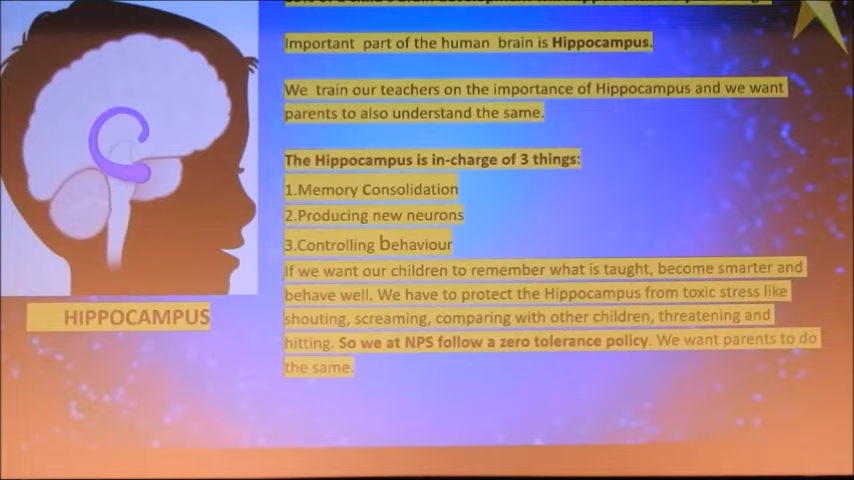 Important part of the human brain is Hippocampus.
We train our teachers on the importance of Hippocampus and we want
parents to also understand the same.
The Hippocampus is in-charge of 3 things:
1.Memory Consolidation
2.Producing new neurons
3.Controlling behaviour
If we want our children to remember what is taught, become smarter and
behave well. We have to protect the Hippocampus from toxic stress like
shouting, screaming, comparing with other children, threatening and
hitting. So we at NPS follow a zero tolerance policy. We want parents to do
the same.
HIPPOCAMPUS